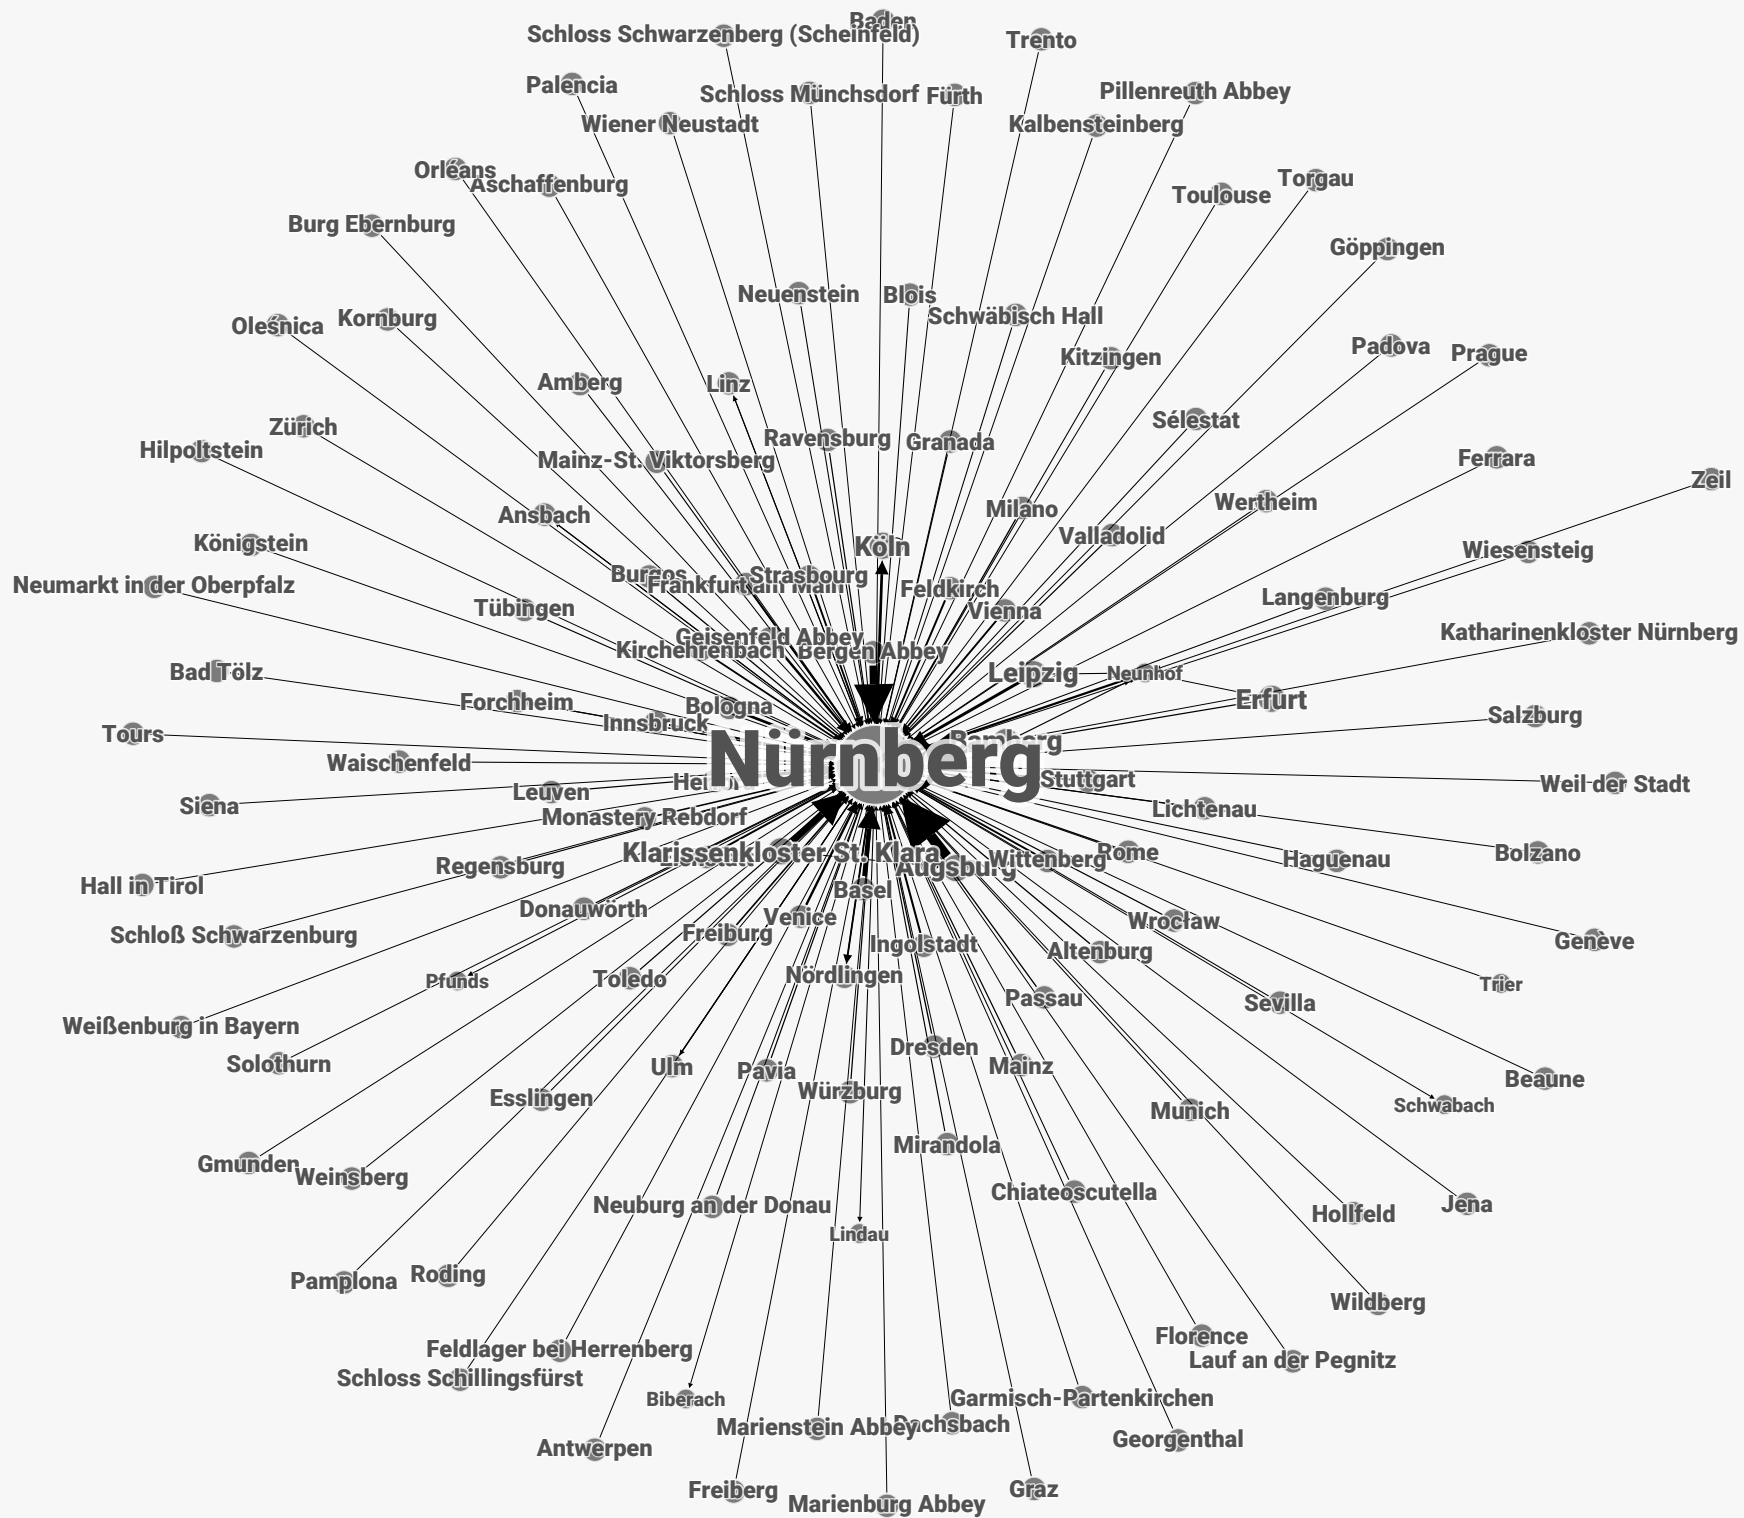 Baden
Schloss Schwarzenberg (Scheinfeld)
Trento
Palencia
Schloss Münchsdorf
Fürth
Pillenreuth Abbey
Wiener Neustadt
Kalbensteinberg
Orléans
Aschaffenburg
Torgau
Toulouse
Burg Ebernburg
Göppingen
Neuenstein
Blois
Schwäbisch Hall
Oleśnica
Kornburg
Padova
Prague
Kitzingen
Amberg
Linz
Sélestat
Zürich
Ravensburg
Granada
Hilpoltstein
Mainz-St. Viktorsberg
Ferrara
Zeil
Wertheim
Milano
Ansbach
Valladolid
Königstein
Köln
Wiesensteig
Burgos
Frankfurt am Main
Strasbourg
Neumarkt in der Oberpfalz
Feldkirch
Langenburg
Tübingen
Vienna
Katharinenkloster Nürnberg
Geisenfeld Abbey
Kirchehrenbach
Bergen Abbey
Bad Tölz
Leipzig
Neunhof
Forchheim
Bologna
Erfurt
Innsbruck
Salzburg
Tours
Bamberg
Nürnberg
Waischenfeld
Stuttgart
Weil der Stadt
Leuven
Siena
Lichtenau
Monastery Rebdorf
Klarissenkloster St. Klara
Augsburg
Wittenberg
Rome
Haguenau
Bolzano
Regensburg
Hall in Tirol
Basel
Donauwörth
Venice
Wrocław
Schloß Schwarzenburg
Freiburg
Ingolstadt
Altenburg
Genève
Pfunds
Toledo
Nördlingen
Trier
Passau
Sevilla
Weißenburg in Bayern
Solothurn
Ulm
Pavia
Dresden
Mainz
Beaune
Esslingen
Würzburg
Munich
Schwabach
Mirandola
Gmunden
Weinsberg
Chiateoscutella
Neuburg an der Donau
Jena
Hollfeld
Lindau
Pamplona
Roding
Wildberg
Florence
Feldlager bei Herrenberg
Lauf an der Pegnitz
Schloss Schillingsfürst
Biberach
Garmisch-Partenkirchen
Marienstein Abbey
Dachsbach
Antwerpen
Georgenthal
Freiberg
Graz
Marienburg Abbey